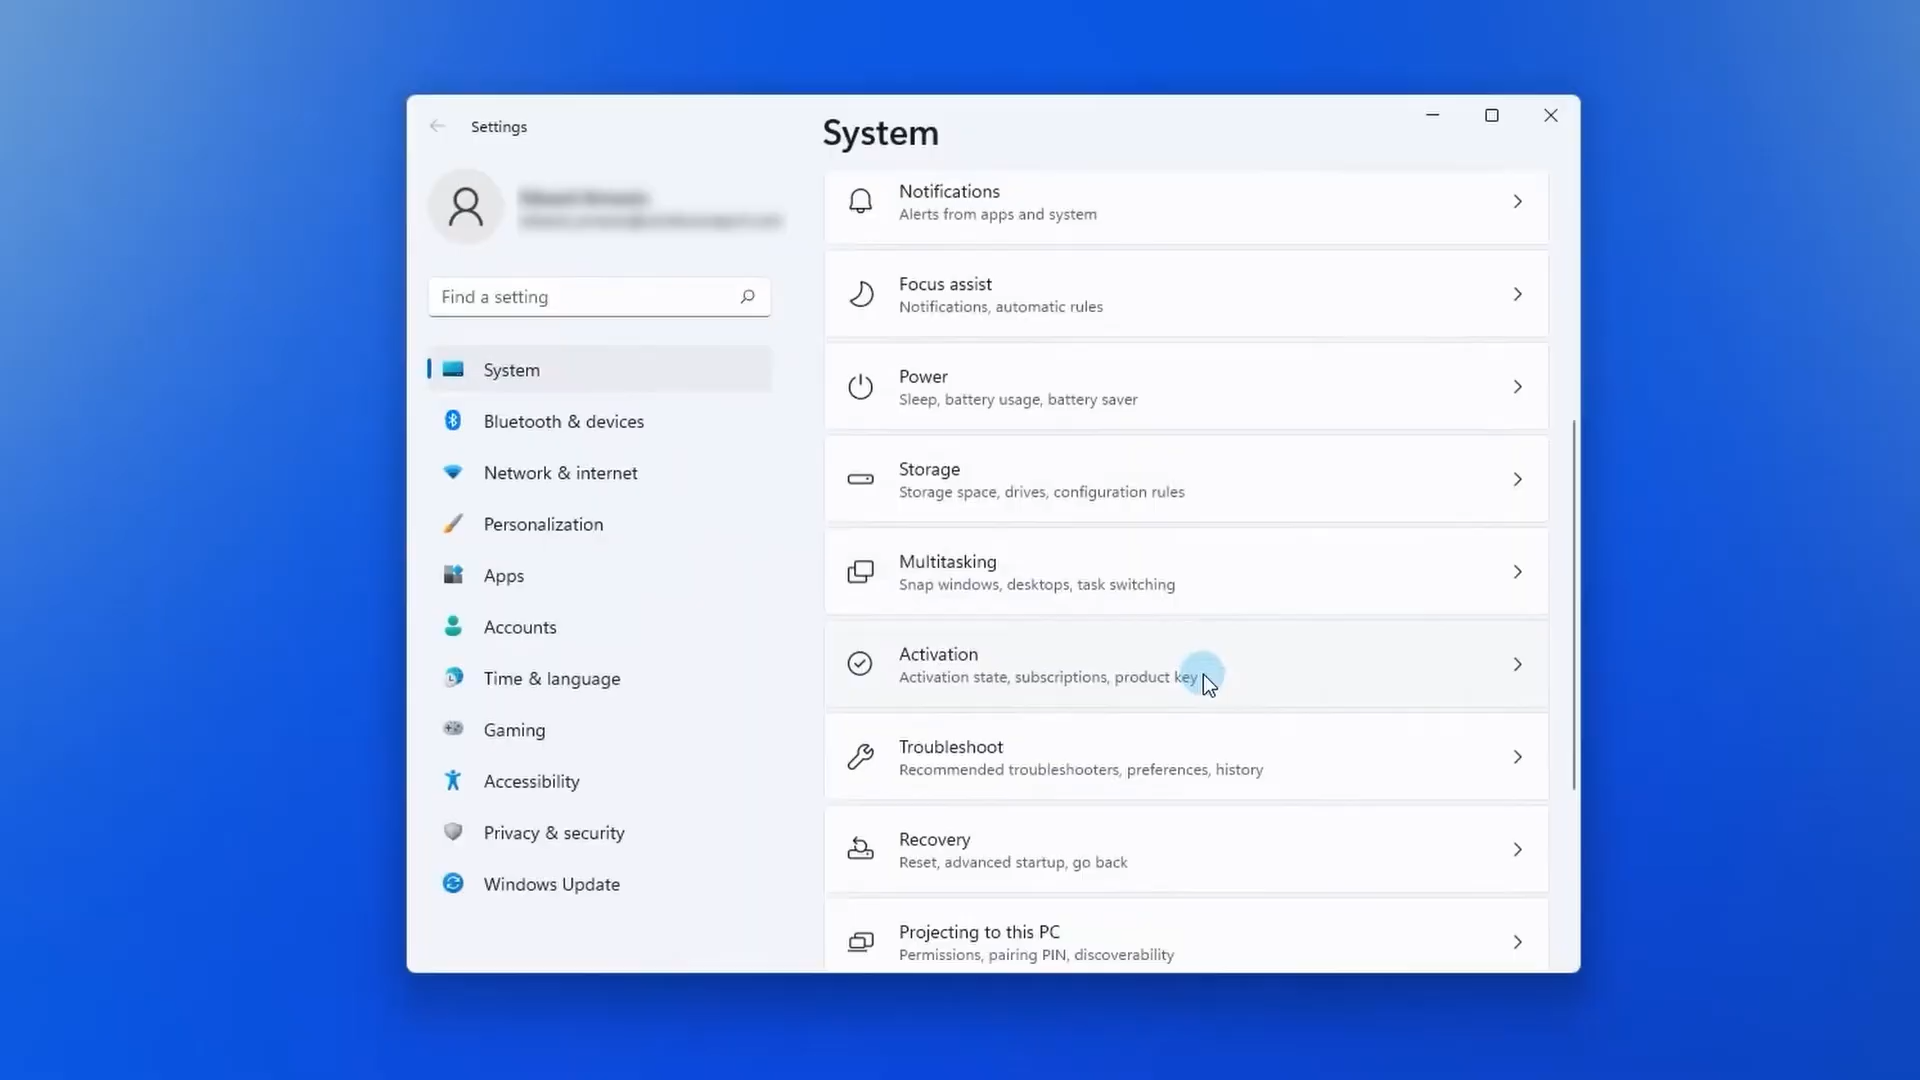 Settings
System
Find a setting
System
Bluetooth & devices
Network & internet
Personalization
Apps
Accounts
Time & language
Gaming
Accessibility
Privacy & security
Windows Update
Notifications
Alerts from apps and system
Focus assist
Notifications, automatic rules
Power
Sleep, battery usage, battery saver
Storage
Storage space, drives, configuration rules
Multitasking
Snap windows, desktops, task switching
Activation
Activation state, subscriptions, product key
Troubleshoot
Recommended troubleshooters, preferences, history
Recovery
Reset, advanced startup, go back
Projecting to this PC
Permissions, pairing PIN, discoverability